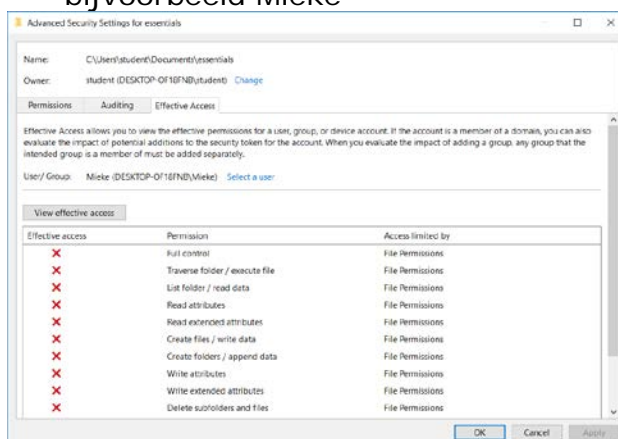 bijvoorbeeld Mieke
Advanced Security Settings for essentials
Name: C:\Users\student\Documents\essentials
Owner: student (DESKTOP-OF18FNB\student) Change
Permissions Auditing Effective Access
Effective Access allows you to view the effective permissions for a user, group, or device account. If the account is a member of a domain, you can also
evaluate the impact of potential additions to the security token for the account. When you evaluate the impact of adding a group, any group that the
intended group is a member of must be added separately.
User/ Group: Mieke (DESKTOP-OF18FNB\Mieke) Select a user
View effective access
Effective access Permission Access limited by
Full control File Permissions
Traverse folder / execute file File Permissions
List folder / read data File Permissions
Read attributes File Permissions
Read extended attributes File Permissions
Create files / write data File Permissions
Create folders / append data File Permissions
Write attributes File Permissions
Write extended attributes File Permissions
Delete subfolders and files File Permissions
OK Cancel Apply